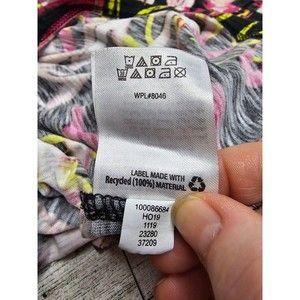 WPL#8046
LABEL MADE WITH
Recycled (100%) MATERIAL
100086684
HO19
1119
23280
37209